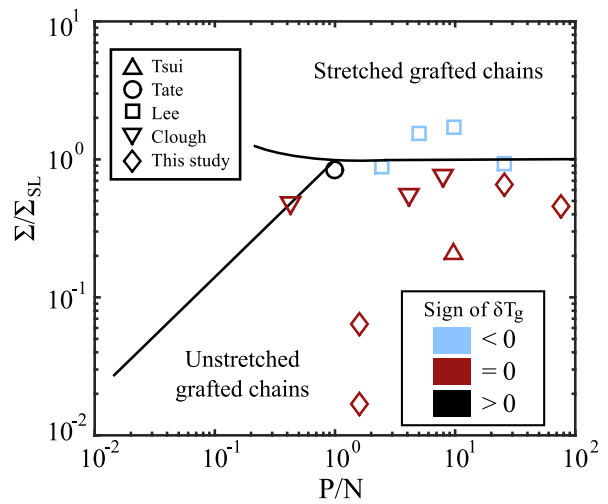 10^1
Tsui
Tate
Lee
Clough
This study
Stretched grafted chains
10^0
Σ/Σ_SL
10^-1
Unstretched
grafted chains
Sign of δT_g
< 0
= 0
> 0
10^-2
10^-2
10^-1
10^0
10^1
10^2
P/N